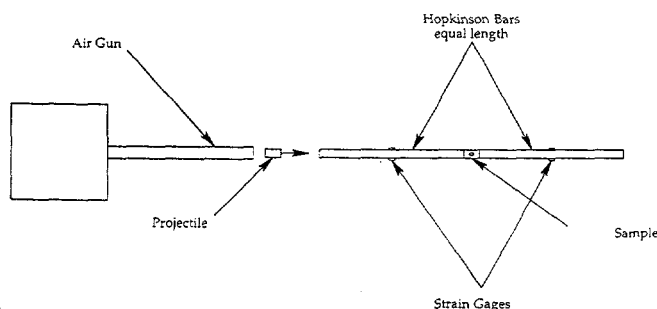 Hopkinson Bars
equal length
Air Gun
Projectile
Sample
Strain Gages